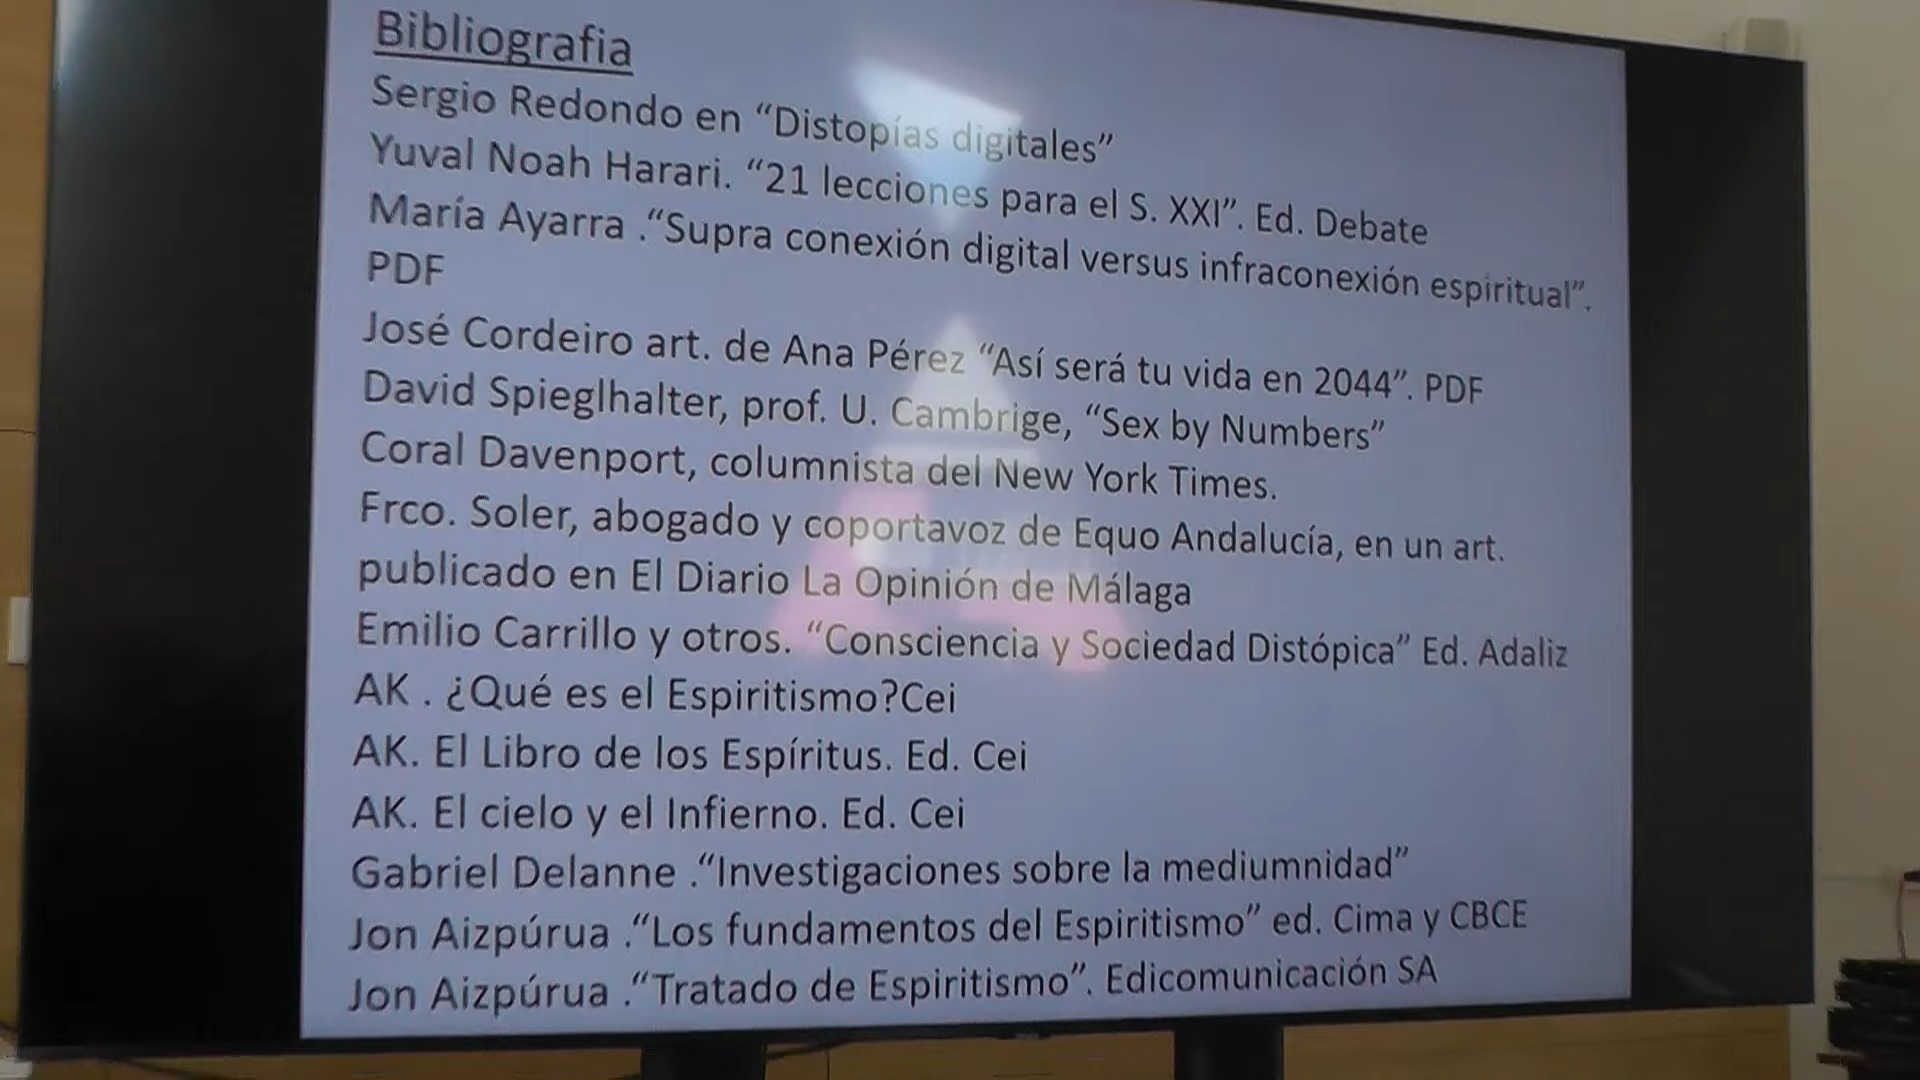 Bibliografia
Sergio Redondo en “Distopías digitales”
Yuval Noah Harari. “21 lecciones para el S. XXI”. Ed. Debate
María Ayarra .“Supra conexión digital versus infraconexión espiritual”.
PDF
José Cordeiro art. de Ana Pérez “Así será tu vida en 2044”. PDF
David Spieglhalter, prof. U. Cambrige, “Sex by Numbers”
Coral Davenport, columnista del New York Times.
Frco. Soler, abogado y coportavoz de Equo Andalucía, en un art.
publicado en El Diario La Opinión de Málaga
Emilio Carrillo y otros. “Consciencia y Sociedad Distópica” Ed. Adaliz
AK . ¿Qué es el Espiritismo?Cei
AK. El Libro de los Espíritus. Ed. Cei
AK. El cielo y el Infierno. Ed. Cei
Gabriel Delanne .“Investigaciones sobre la mediumnidad”
Jon Aizpúrua .“Los fundamentos del Espiritismo” ed. Cima y CBCE
Jon Aizpúrua .“Tratado de Espiritismo”. Edicomunicación SA